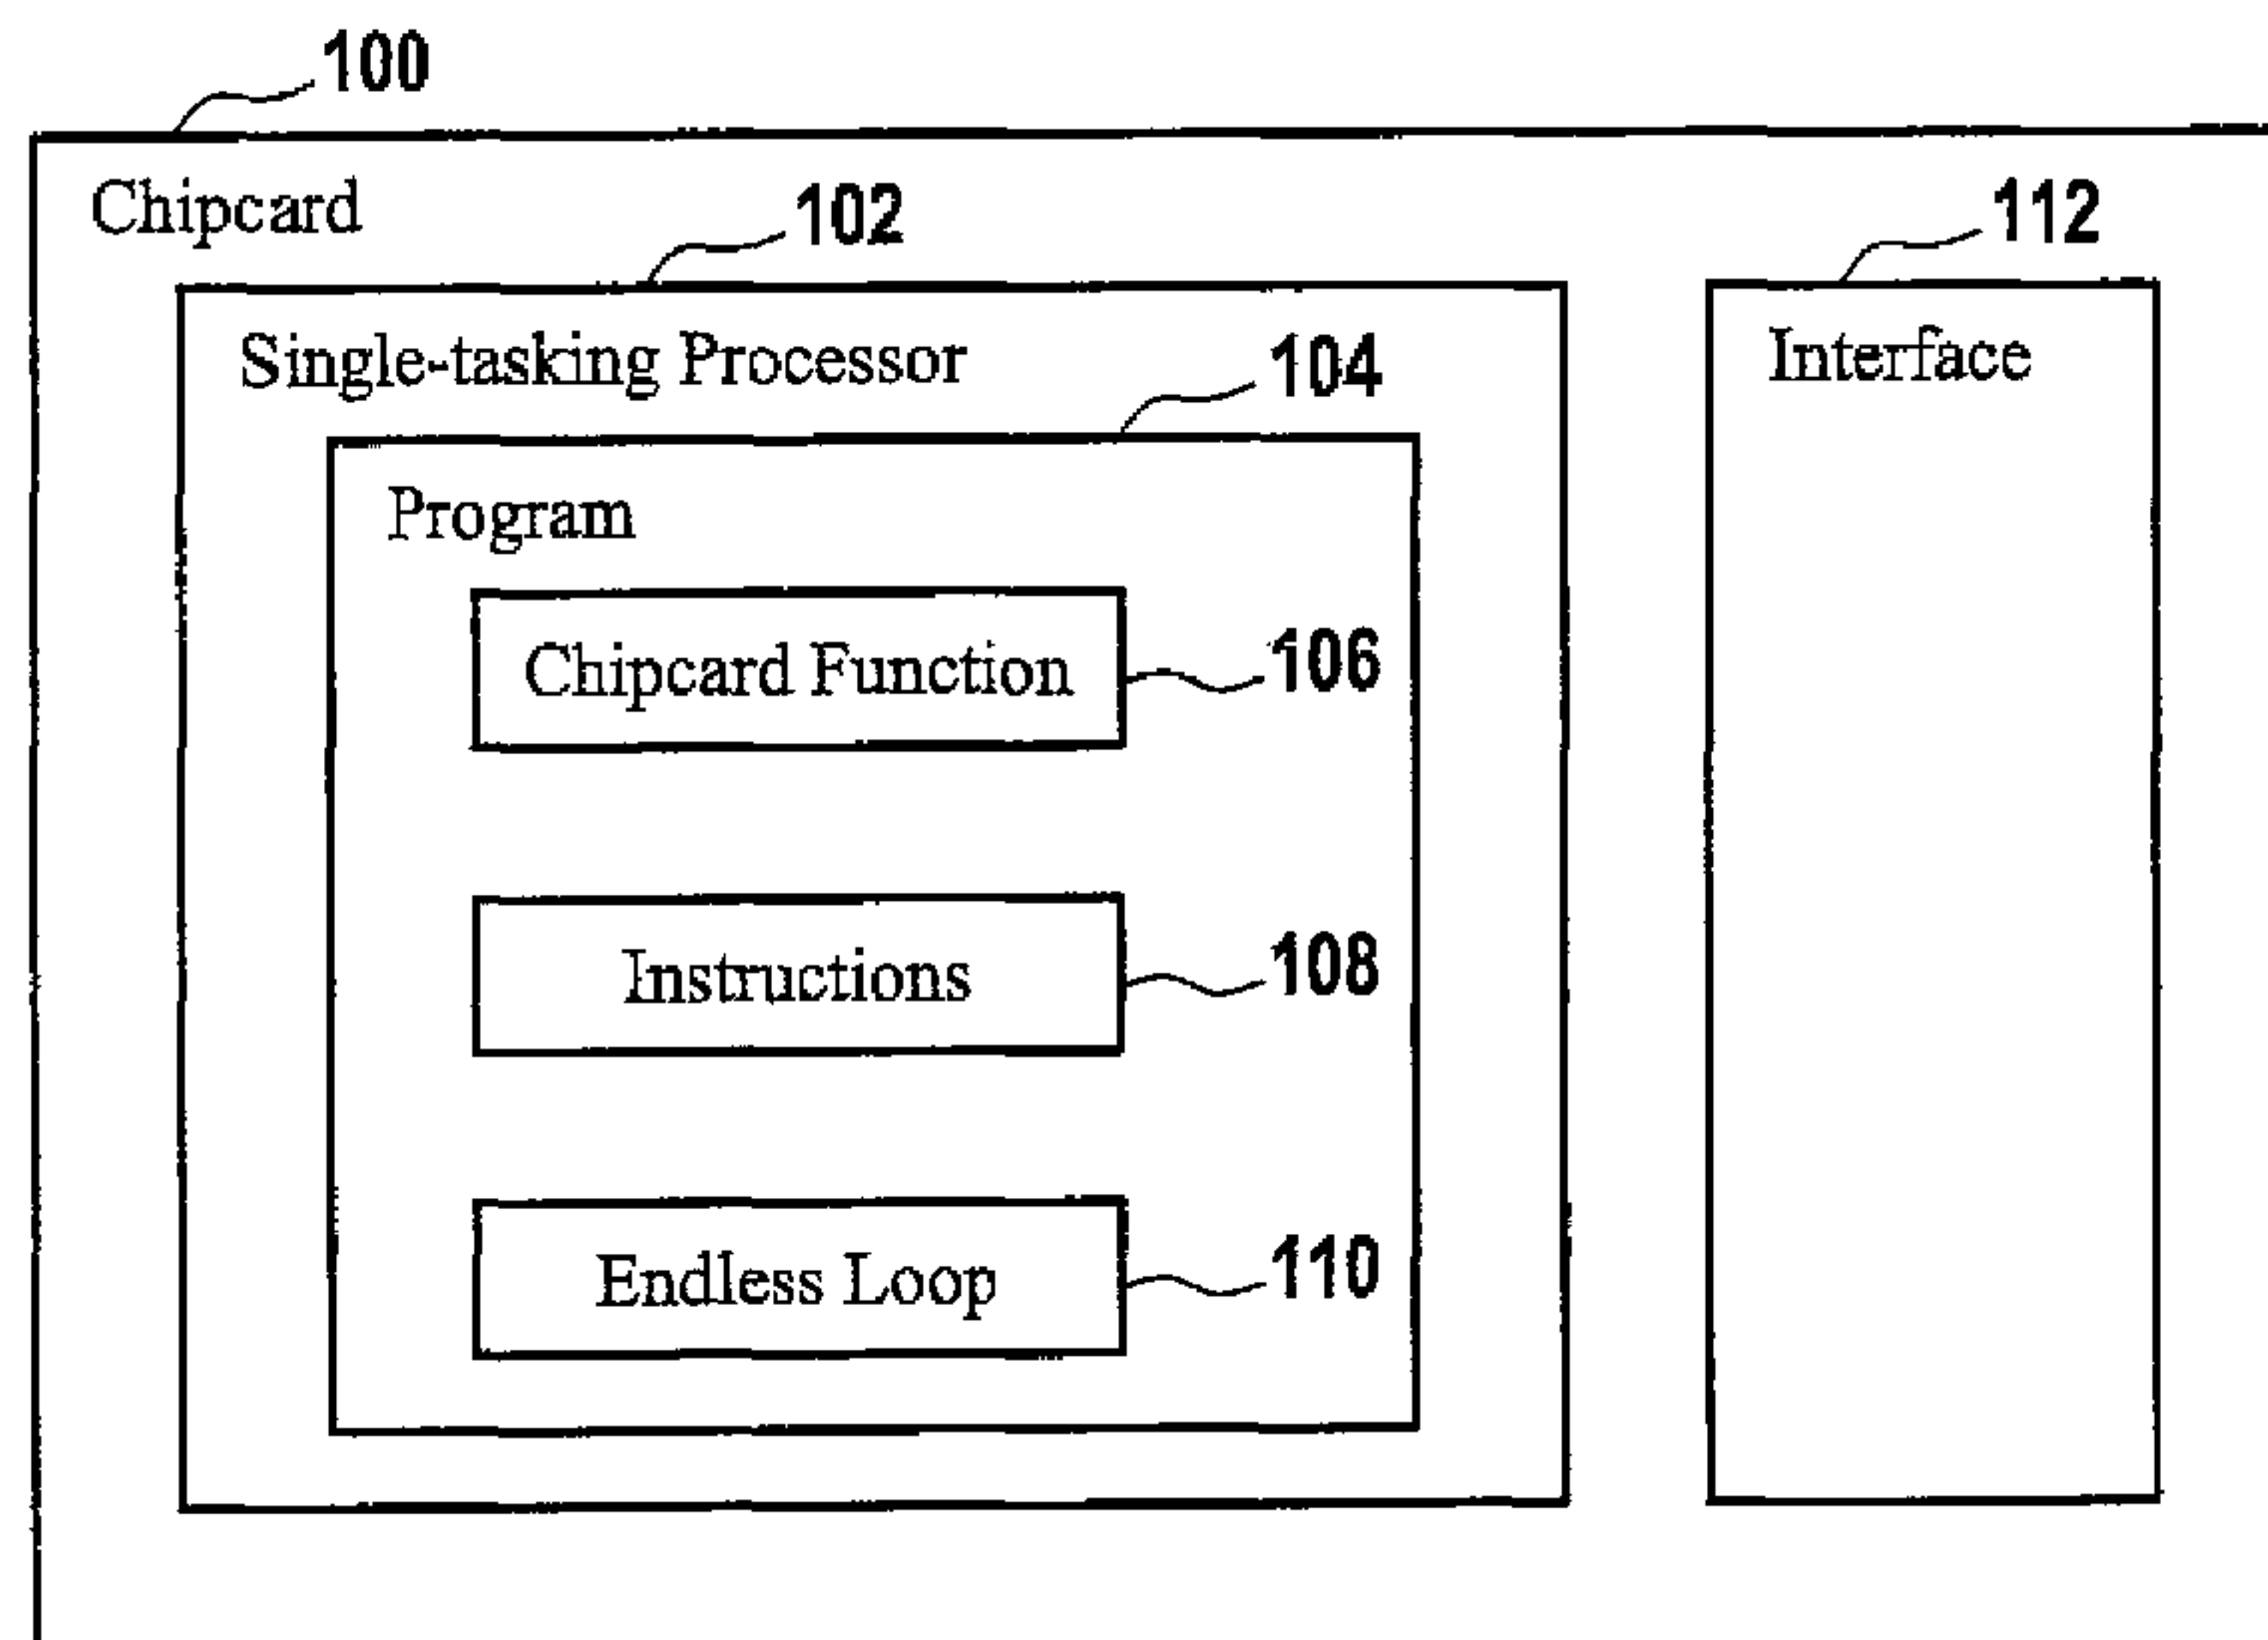 100
Chipcard
102
112
Single-tasking Processor
104
Interface
Program
Chipcard Function
106
Instructions
108
Endless Loop
110